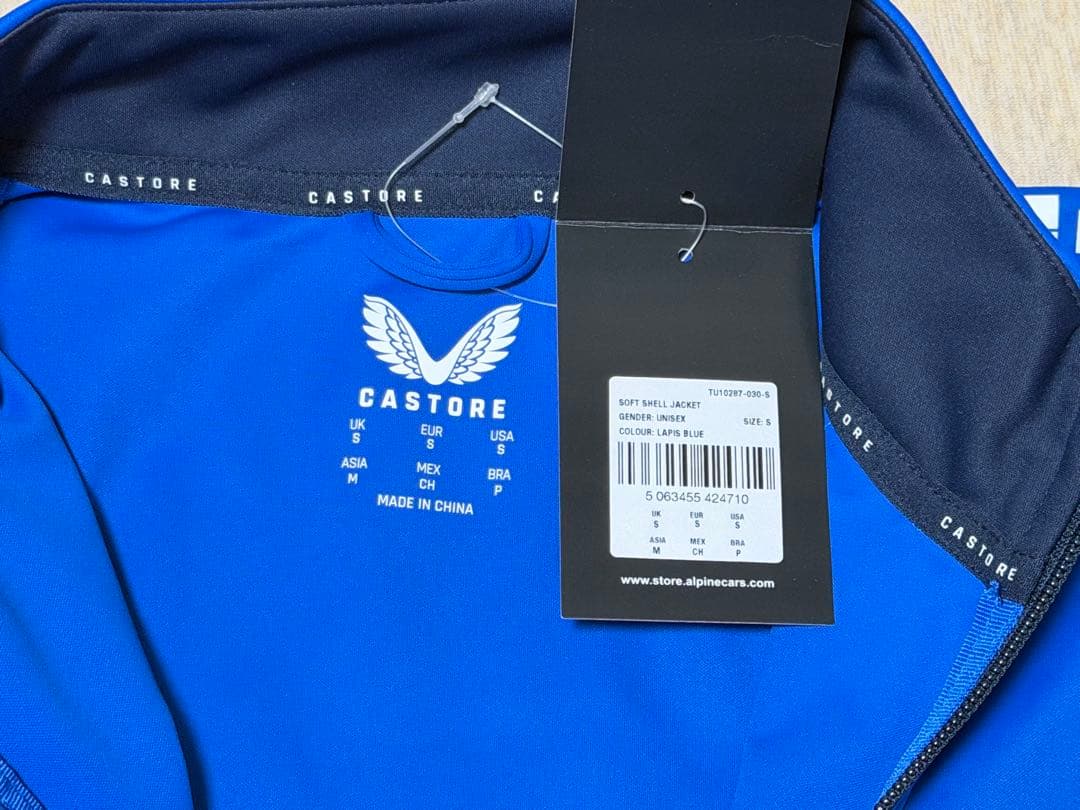 CASTORE
CASTORE
CASTORE
UK EUR USA
S S S
ASIA MEX BRA
M CH P
MADE IN CHINA
TU10287-030-S
SOFT SHELL JACKET
GENDER: UNISEX SIZE: S
COLOUR: LAPIS BLUE
5 063455 424710
UK EUR USA
S S S
ASIA MEX BRA
M CH P
www.store.alpinecars.com
CASTORE